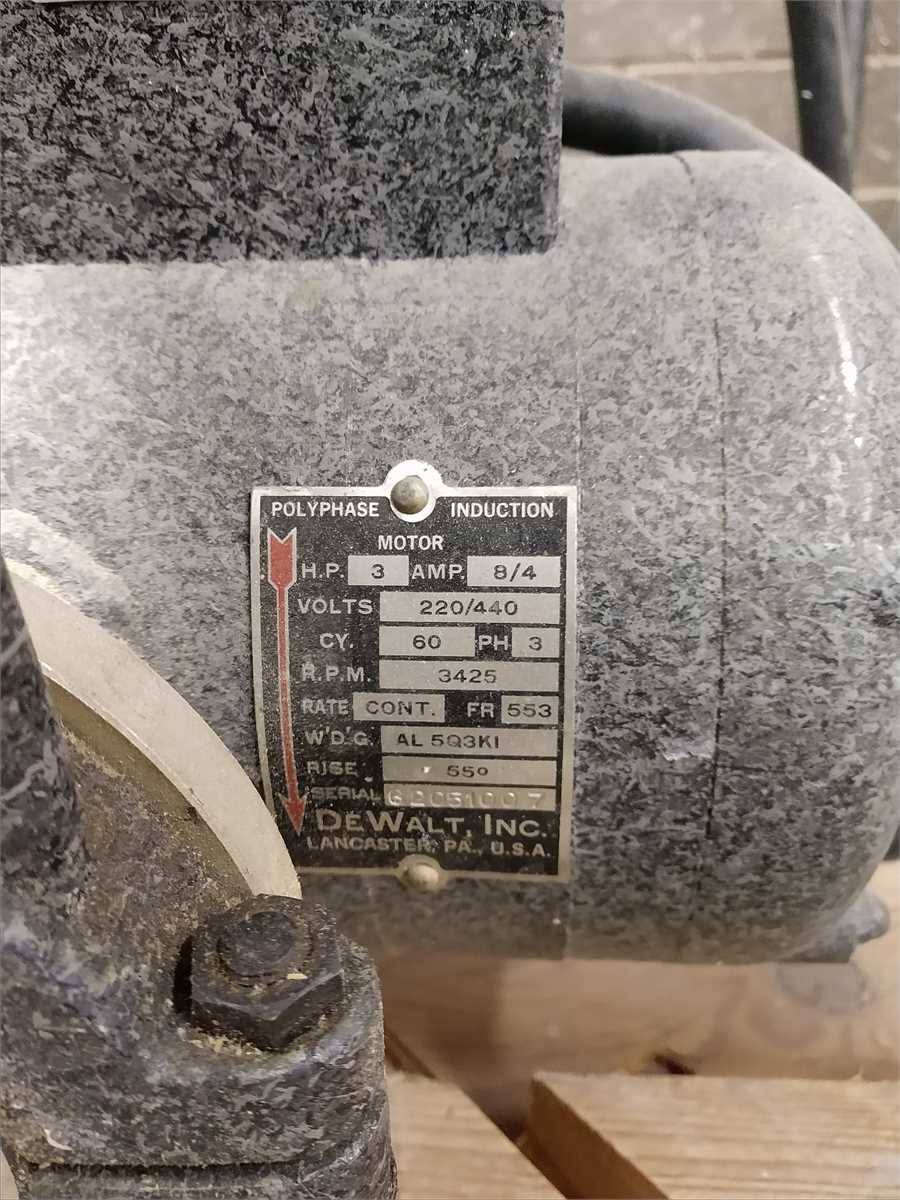 POLYPHASE INDUCTION
MOTOR
H.P. 3 AMP. 8/4
VOLTS 220/440
CY. 60 PH 3
R.P.M. 3425
RATE CONT. FR 553
W'D'G. AL 5Q3KI
RISE 55°
SERIAL G2051007
DEWALT, INC.
LANCASTER, PA., U.S.A.